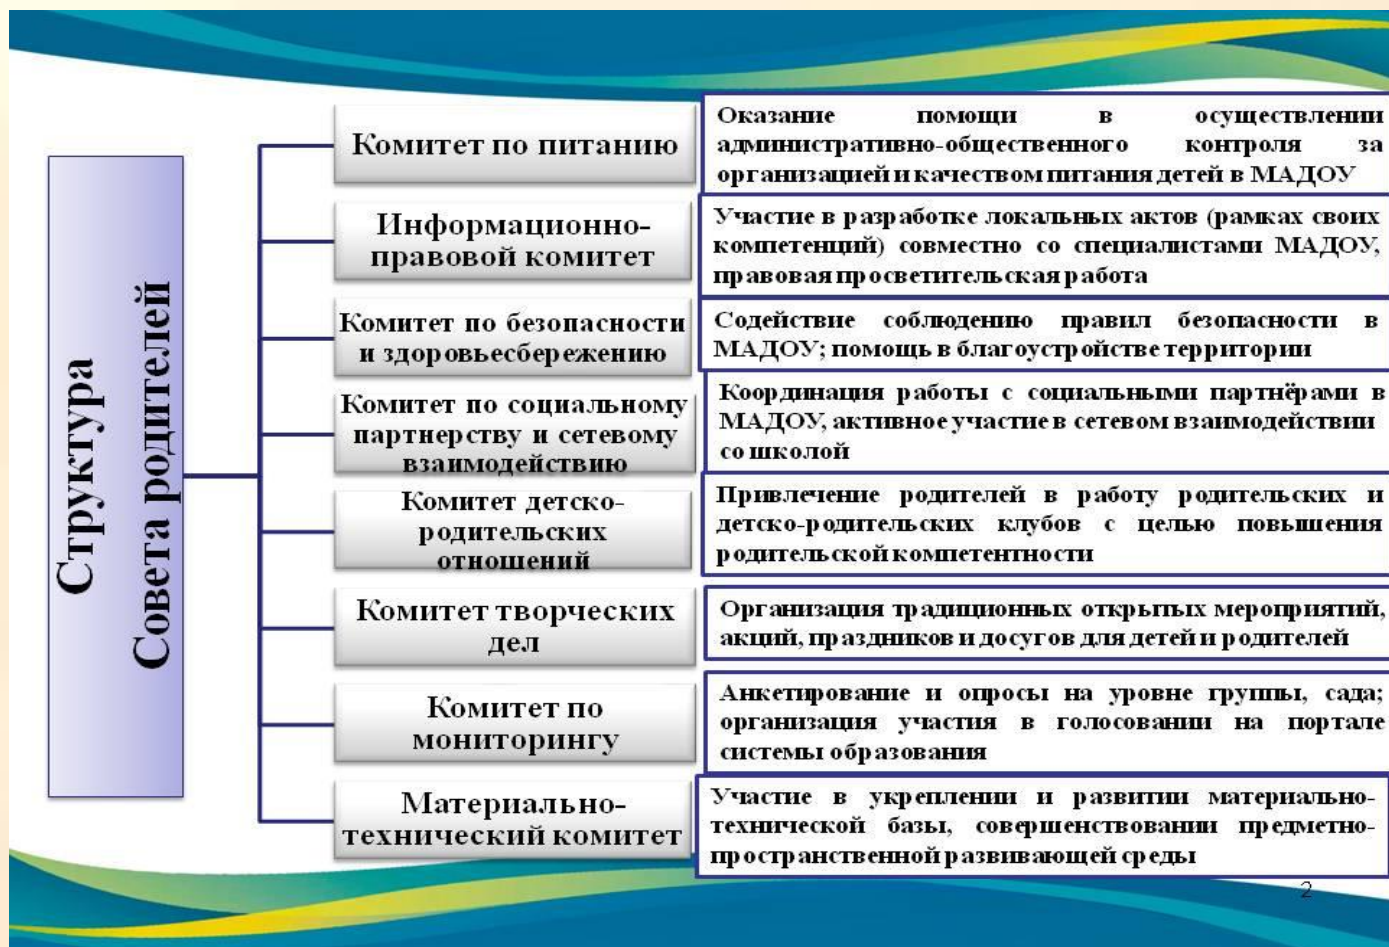 Структура
Совета родителей
Комитет по питанию
Оказание помощи в осуществлении
административно-общественного контроля за
организацией и качеством питания детей в МАДОУ
Информационно-
правовой комитет
Участие в разработке локальных актов (рамках своих
компетенций) совместно со специалистами МАДОУ,
правовая просветительская работа
Комитет по безопасности
и здоровьесбережению
Содействие соблюдению правил безопасности в
МАДОУ; помощь в благоустройстве территории
Комитет по социальному
партнерству и сетевому
взаимодействию
Координация работы с социальными партнёрами в
МАДОУ, активное участие в сетевом взаимодействии
со школой
Комитет детско-
родительских
отношений
Привлечение родителей в работу родительских и
детско-родительских клубов с целью повышения
родительской компетентности
Комитет творческих
дел
Организация традиционных открытых мероприятий,
акций, праздников и досугов для детей и родителей
Комитет по
мониторингу
Анкетирование и опросы на уровне группы, сада;
организация участия в голосовании на портале
системы образования
Материально-
технический комитет
Участие в укреплении и развитии материально-
технической базы, совершенствовании предметно-
пространственной развивающей среды
2